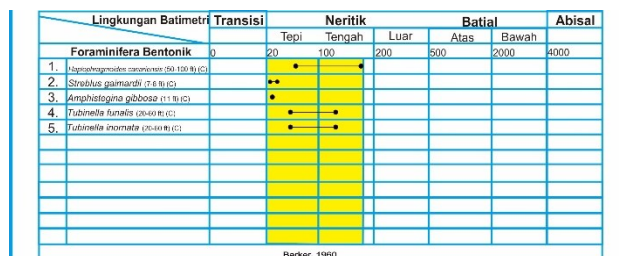 Lingkungan Batimetri Transisi Neritik Batial Abisal
Tepi Tengah Luar Atas Bawah
Foraminifera Bentonik 0 20 100 200 500 2000 4000
1. Haplophragmoides canariensis (50-100 ft) (C)
2. Streblus gaimardii (7-8 ft) (C)
3. Amphistegina gibbosa (11 ft) (C)
4. Tubinella funalis (20-60 ft) (C)
5. Tubinella inornata (20-60 ft) (C)
Barker, 1960